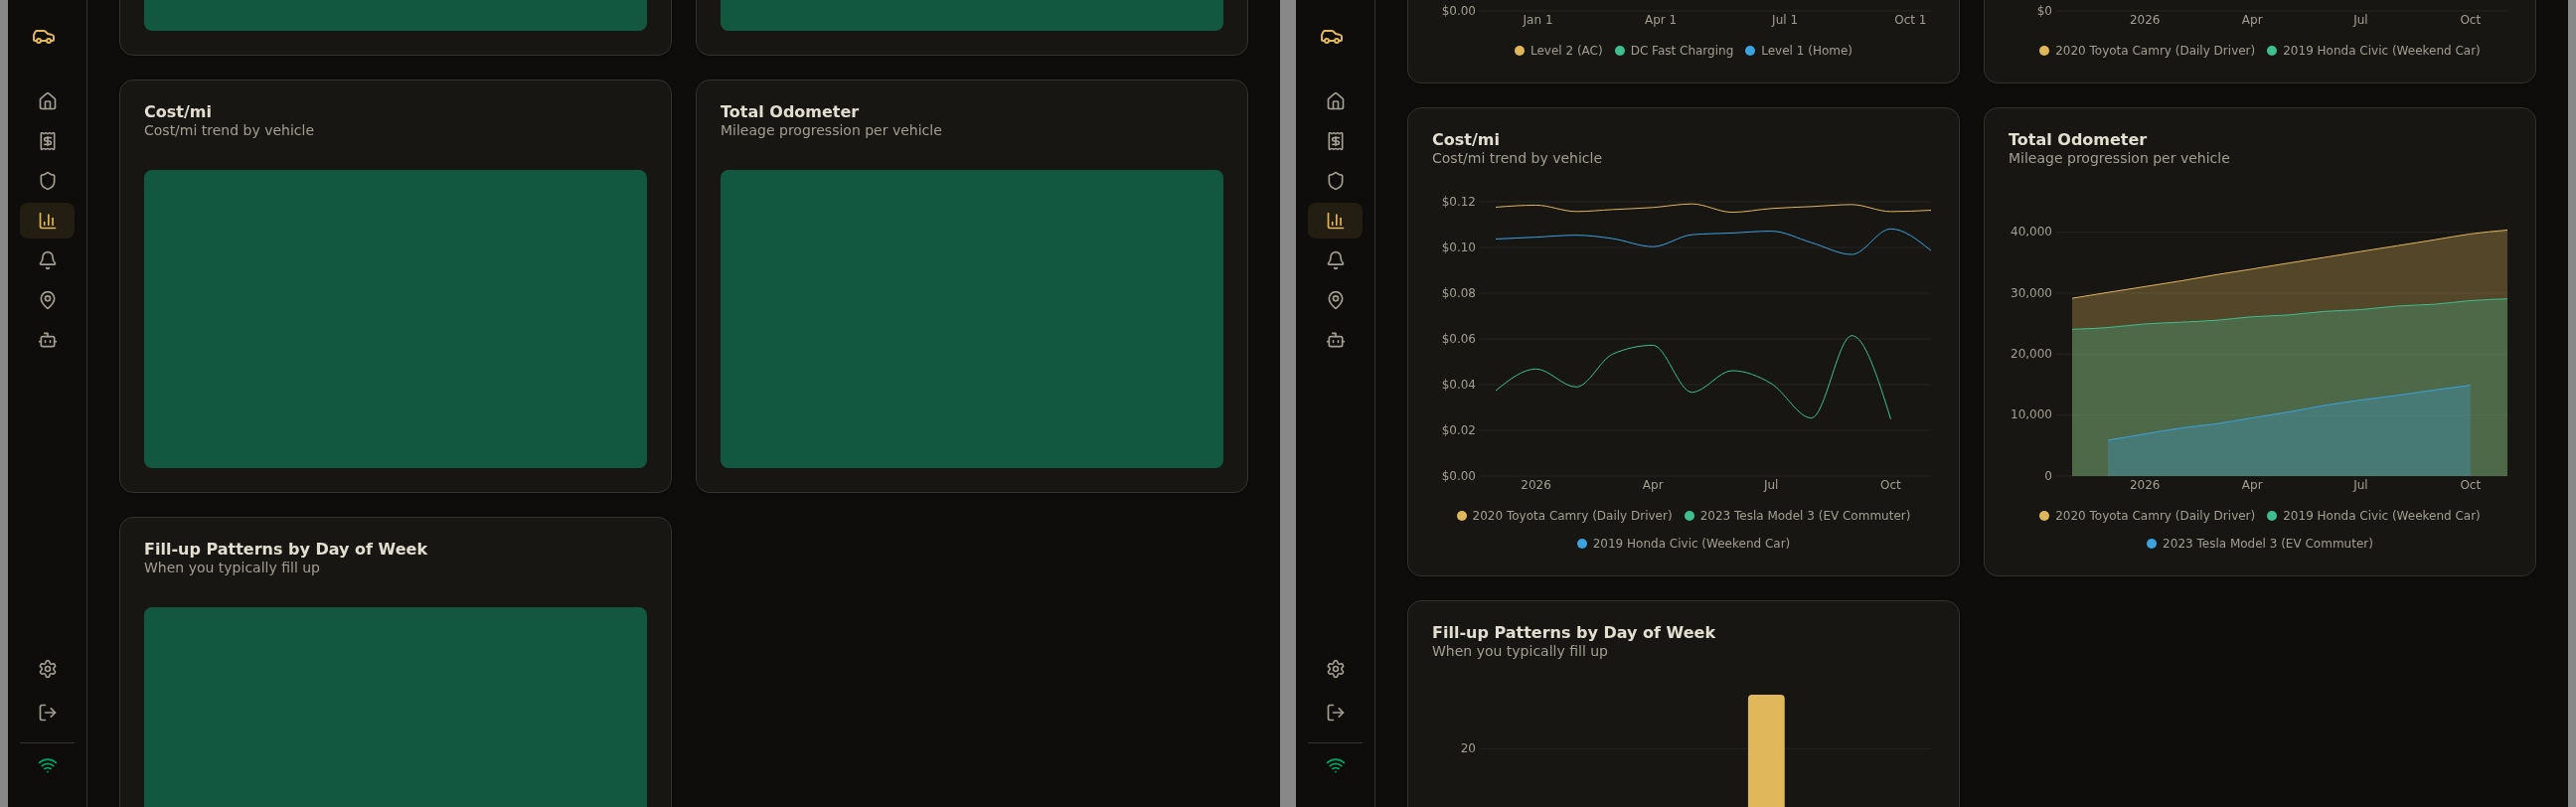 Cost/mi
Cost/mi trend by vehicle
Total Odometer
Mileage progression per vehicle
Fill-up Patterns by Day of Week
When you typically fill up
$0.00
Jan 1 Apr 1 Jul 1 Oct 1
Level 2 (AC) DC Fast Charging Level 1 (Home)
$0
2026 Apr Jul Oct
2020 Toyota Camry (Daily Driver) 2019 Honda Civic (Weekend Car)
Cost/mi
Cost/mi trend by vehicle
$0.12
$0.10
$0.08
$0.06
$0.04
$0.02
$0.00
2026 Apr Jul Oct
2020 Toyota Camry (Daily Driver) 2023 Tesla Model 3 (EV Commuter)
2019 Honda Civic (Weekend Car)
Total Odometer
Mileage progression per vehicle
40,000
30,000
20,000
10,000
0
2026 Apr Jul Oct
2020 Toyota Camry (Daily Driver) 2019 Honda Civic (Weekend Car)
2023 Tesla Model 3 (EV Commuter)
Fill-up Patterns by Day of Week
When you typically fill up
20